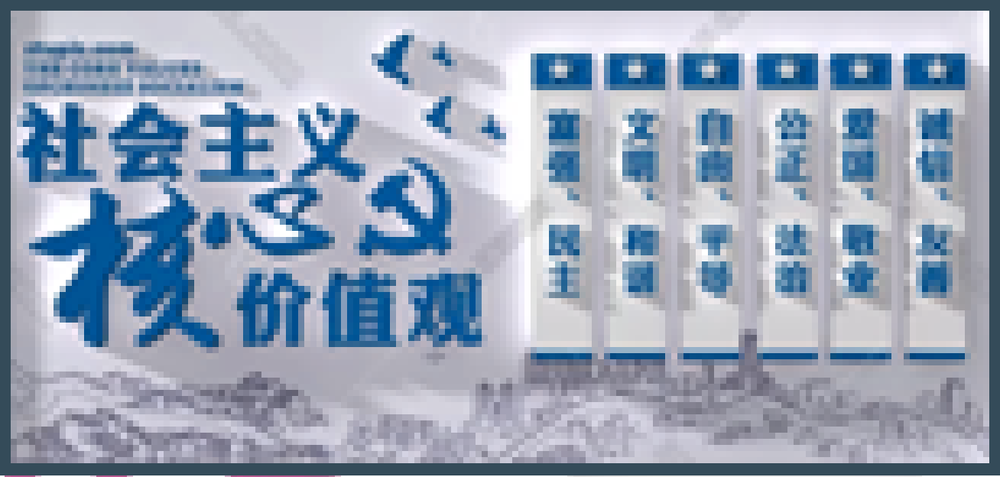 社会主义
核心
价值观
富强、民主
文明、和谐
自由、平等
公正、法治
爱国、敬业
诚信、友善